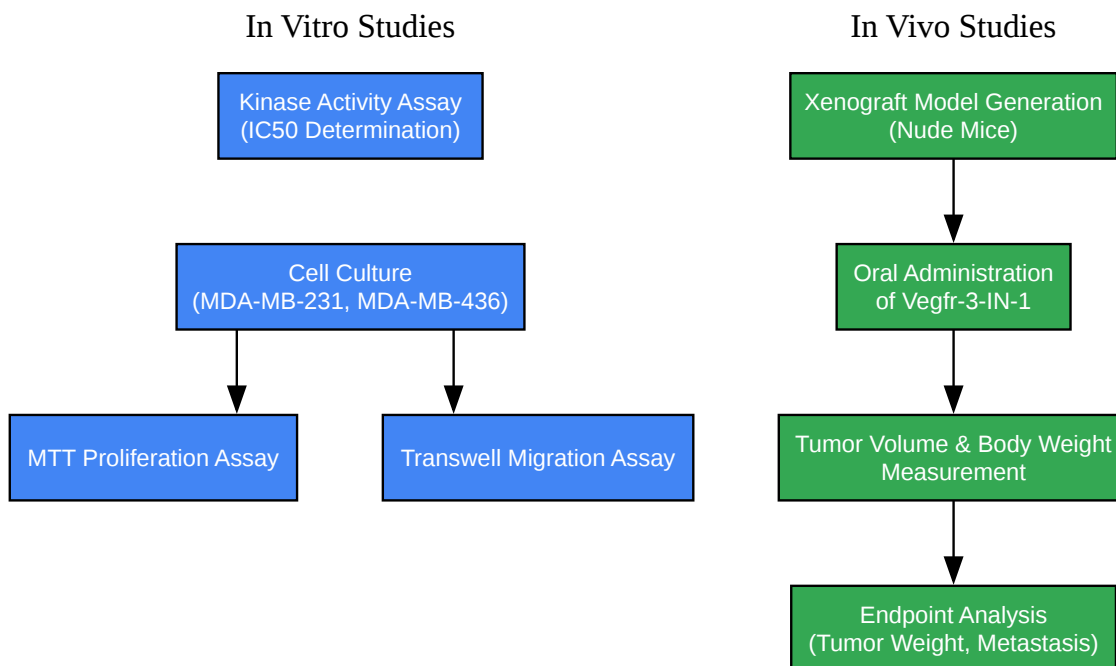 In Vitro Studies
Kinase Activity Assay
(IC50 Determination)
Cell Culture
(MDA-MB-231, MDA-MB-436)
MTT Proliferation Assay
Transwell Migration Assay
In Vivo Studies
Xenograft Model Generation
(Nude Mice)
Oral Administration
of Vegfr-3-IN-1
Tumor Volume & Body Weight
Measurement
Endpoint Analysis
(Tumor Weight, Metastasis)